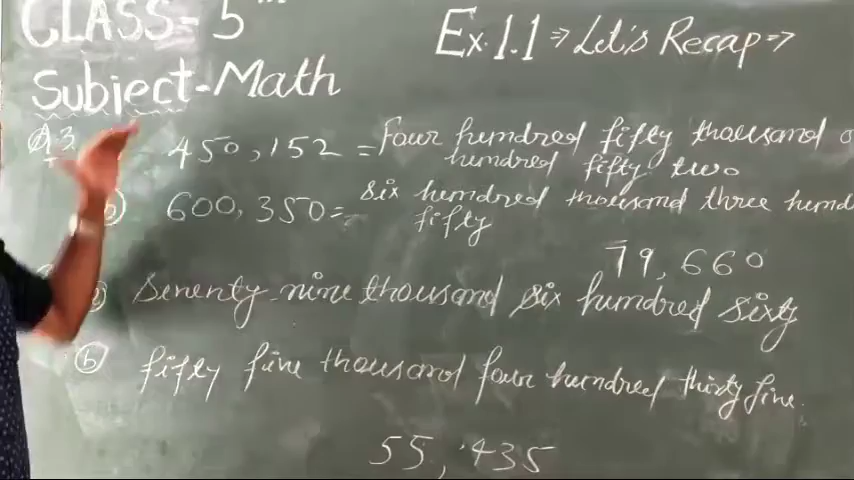 CLASS-5
Ex.1.1 ⇒ Let's Recap ⇒
Subject-Math
Q3 450,152 = Four hundred fifty thousand
hundred fifty two
b) 600,350 = six hundred thousand three
fifty
79,660
Seventy-nine thousand six hundred sixty
b fifty five thousand four hundred thirty five.
55,435